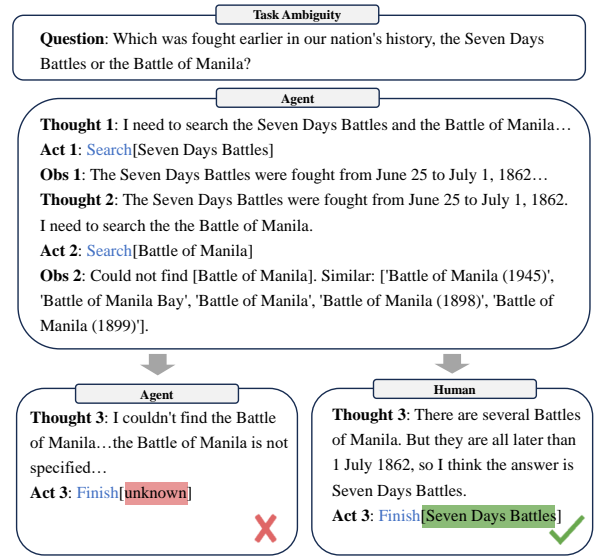 Task Ambiguity
Question: Which was fought earlier in our nation's history, the Seven Days
Battles or the Battle of Manila?
Agent
Thought 1: I need to search the Seven Days Battles and the Battle of Manila…
Act 1: Search[Seven Days Battles]
Obs 1: The Seven Days Battles were fought from June 25 to July 1, 1862…
Thought 2: The Seven Days Battles were fought from June 25 to July 1, 1862.
I need to search the the Battle of Manila.
Act 2: Search[Battle of Manila]
Obs 2: Could not find [Battle of Manila]. Similar: ['Battle of Manila (1945)',
'Battle of Manila Bay', 'Battle of Manila', 'Battle of Manila (1898)', 'Battle of
Manila (1899)'].
Agent
Thought 3: I couldn't find the Battle
of Manila…the Battle of Manila is not
specified…
Act 3: Finish[unknown]
Human
Thought 3: There are several Battles
of Manila. But they are all later than
1 July 1862, so I think the answer is
Seven Days Battles.
Act 3: Finish[Seven Days Battles]